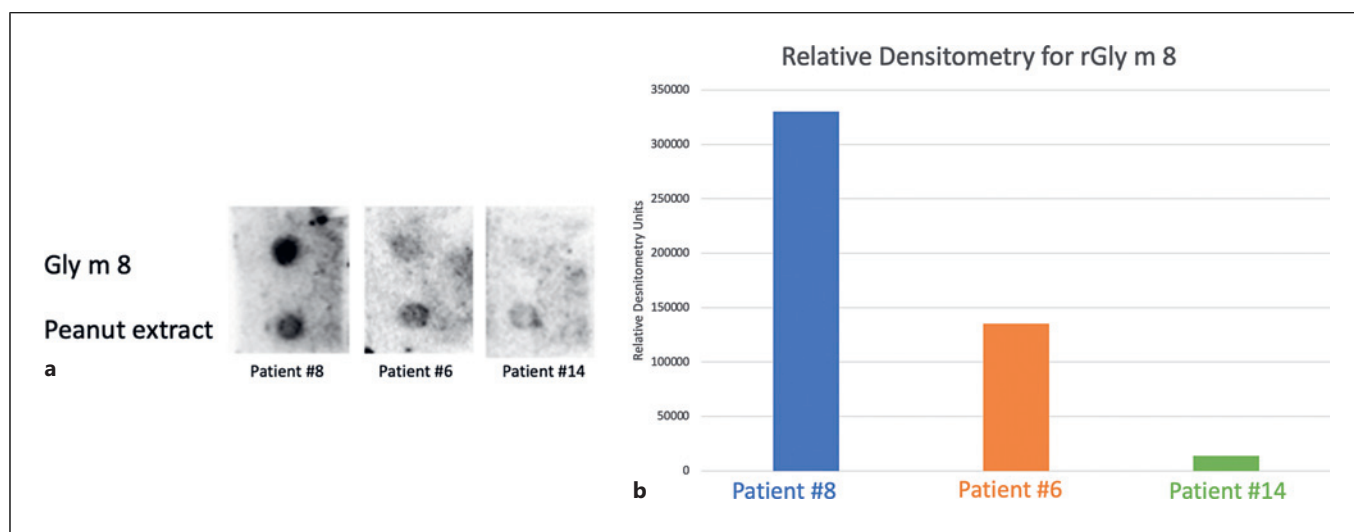 Gly m 8
Peanut extract
a
Patient #8
Patient #6
Patient #14
Relative Densitometry for rGly m 8
Relative Desnitometry Units
350000
300000
250000
200000
150000
100000
50000
0
b
Patient #8
Patient #6
Patient #14